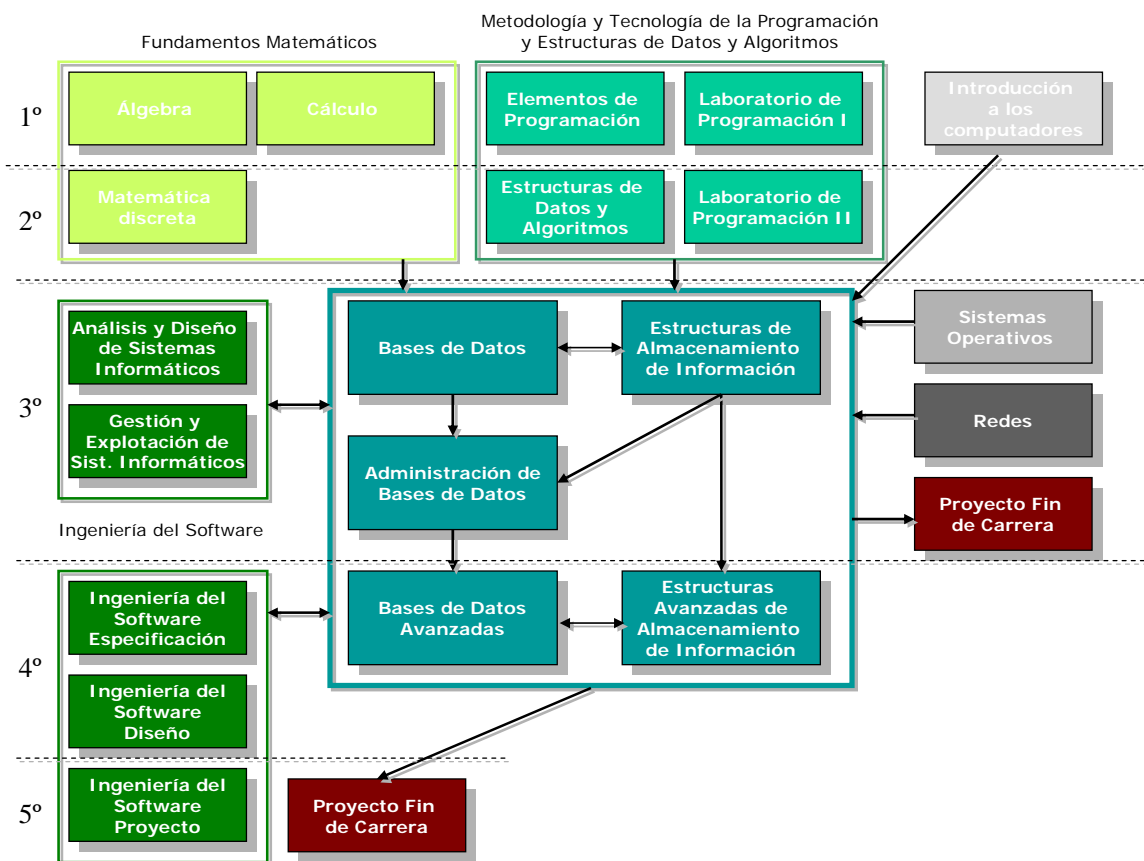 Fundamentos Matemáticos
Metodología y Tecnología de la Programación
y Estructuras de Datos y Algoritmos
1º
Álgebra
Cálculo
Elementos de
Programación
Laboratorio de
Programación I
Introducción
a los
computadores
2º
Matemática
discreta
Estructuras de
Datos y
Algoritmos
Laboratorio de
Programación II
3º
Análisis y Diseño
de Sistemas
Informáticos
Gestión y
Explotación de
Sist. Informáticos
Ingeniería del Software
Bases de Datos
Estructuras de
Almacenamiento
de Información
Administración de
Bases de Datos
Sistemas
Operativos
Redes
Proyecto Fin
de Carrera
4º
Ingeniería del
Software
Especificación
Ingeniería del
Software
Diseño
Bases de Datos
Avanzadas
Estructuras
Avanzadas de
Almacenamiento
de Información
5º
Ingeniería del
Software
Proyecto
Proyecto Fin
de Carrera